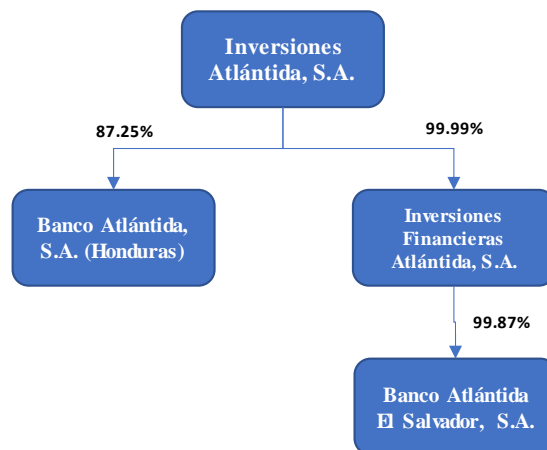 Inversiones
Atlántida, S.A.
87.25%
99.99%
Banco Atlántida,
S.A. (Honduras)
Inversiones
Financieras
Atlántida, S.A.
99.87%
Banco Atlántida
El Salvador, S.A.